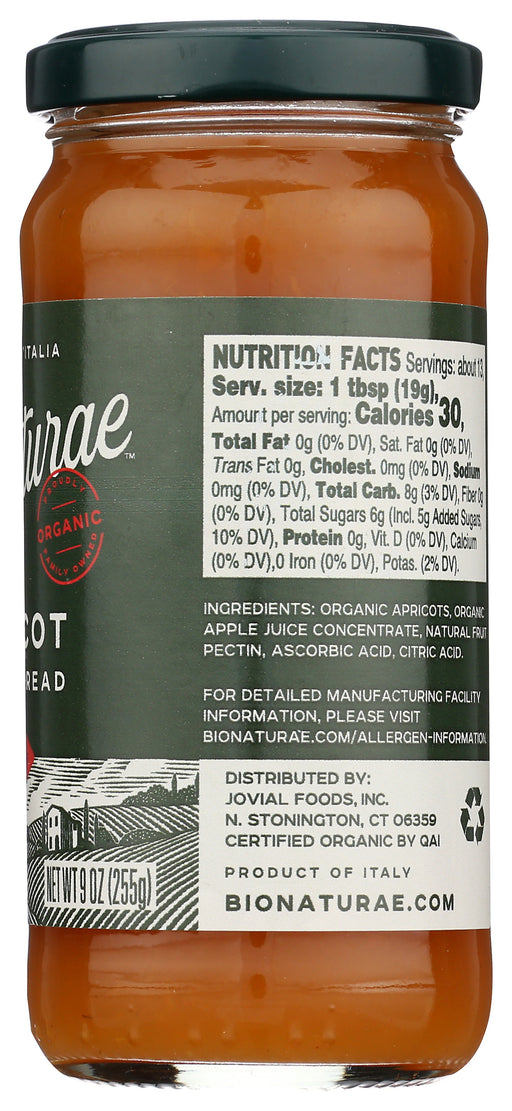 'ITALIA
turae™
PROUDLY
ORGANIC
FAMILY OWNED
COT
READ
NET WT 9 OZ (255g)
NUTRITION FACTS Servings: about 13,
Serv. size: 1 tbsp (19g),
Amount per serving: Calories 30,
Total Fat 0g (0% DV), Sat. Fat 0g (0% DV),
Trans Fat 0g, Cholest. 0mg (0% DV), Sodium
0mg (0% DV), Total Carb. 8g (3% DV), Fiber 0g
(0% DV), Total Sugars 6g (Incl. 5g Added Sugars,
10% DV), Protein 0g, Vit. D (0% DV), Calcium
(0% DV),0 Iron (0% DV), Potas. (2% DV).
INGREDIENTS: ORGANIC APRICOTS, ORGANIC
APPLE JUICE CONCENTRATE, NATURAL FRUIT
PECTIN, ASCORBIC ACID, CITRIC ACID.
FOR DETAILED MANUFACTURING FACILITY
INFORMATION, PLEASE VISIT
BIONATURAE.COM/ALLERGEN-INFORMATION.
DISTRIBUTED BY:
JOVIAL FOODS, INC.
N. STONINGTON, CT 06359
CERTIFIED ORGANIC BY QAI
PRODUCT OF ITALY
BIONATURAE.COM